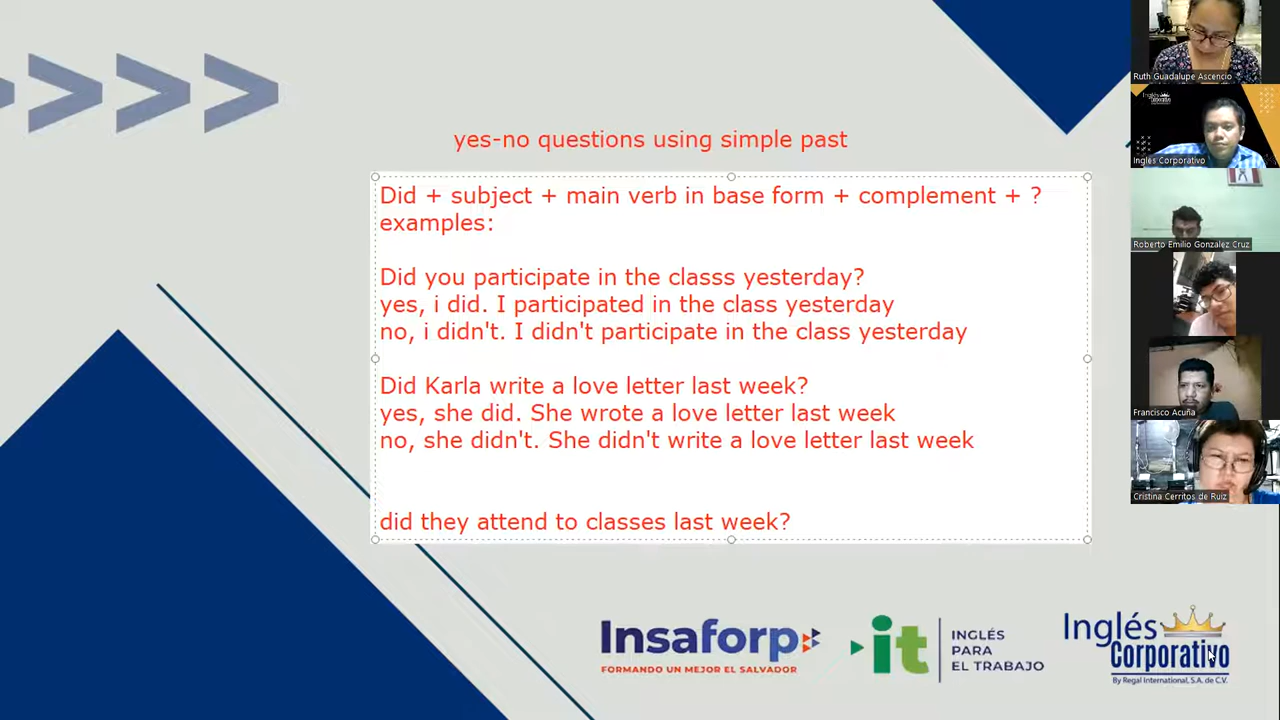 yes-no questions using simple past
Did + subject + main verb in base form + complement + ?
examples:
Did you participate in the classs yesterday?
yes, i did. I participated in the class yesterday
no, i didn't. I didn't participate in the class yesterday
Did Karla write a love letter last week?
yes, she did. She wrote a love letter last week
no, she didn't. She didn't write a love letter last week
did they attend to classes last week?
Insaforp
FORMANDO UN MEJOR EL SALVADOR
it
INGLÉS
PARA
EL TRABAJO
Inglés
Corporativo
By Regal International, S.A. de C.V.
Ruth Guadalupe Ascencio
Inglés Corporativo
Roberto Emilio Gonzalez Cruz
Francisco Acuña
Cristina Cerritos de Ruiz